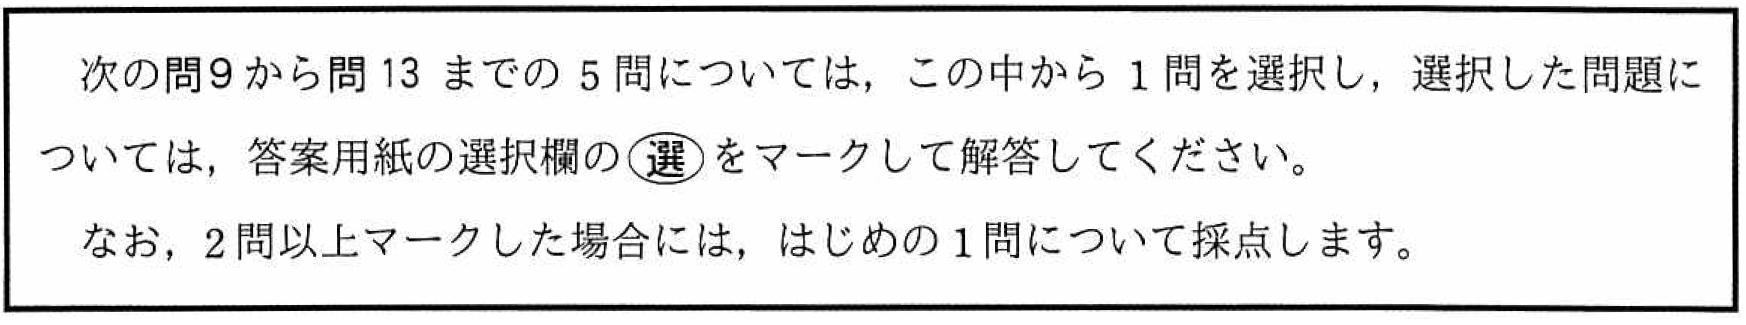 次の問9から問13 までの 5 問については，この中から 1 問を選択し，選択した問題に
ついては，答案用紙の選択欄の㊤選をマークして解答してください。
なお，2問以上マークした場合には，はじめの1問について採点します。